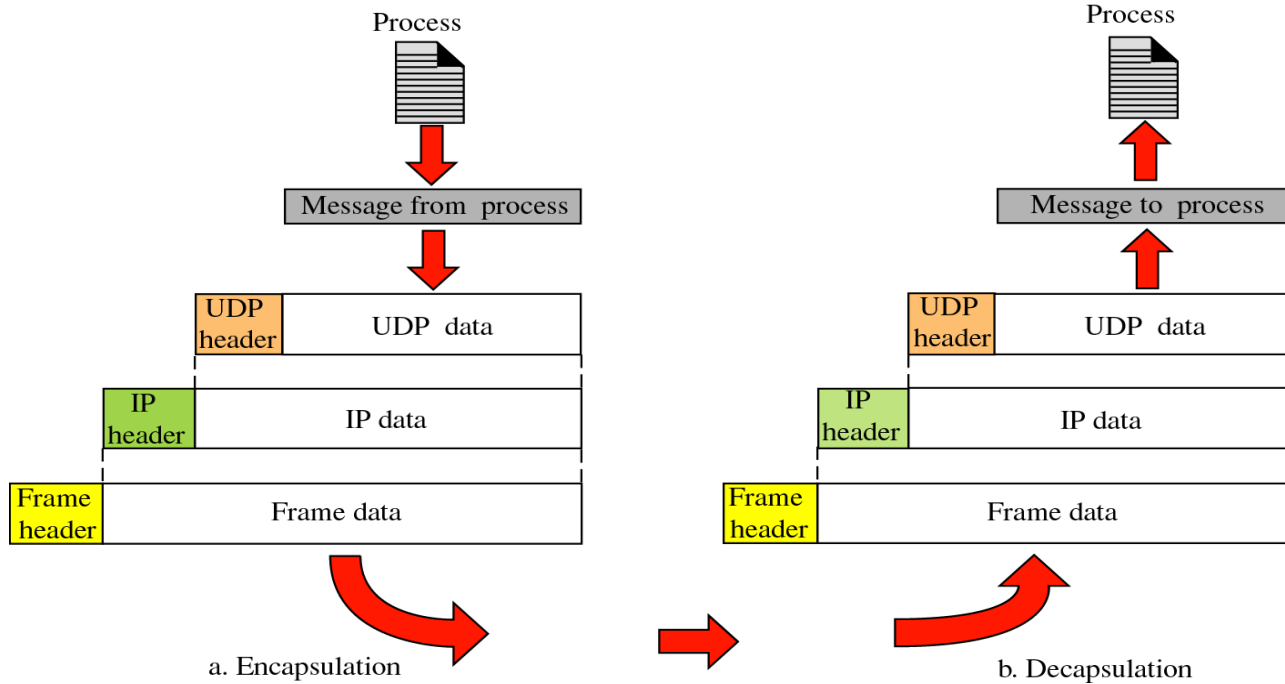 Process
Message from process
UDP
header
UDP data
IP
header
IP data
Frame
header
Frame data
a. Encapsulation
Process
Message to process
UDP
header
UDP data
IP
header
IP data
Frame
header
Frame data
b. Decapsulation